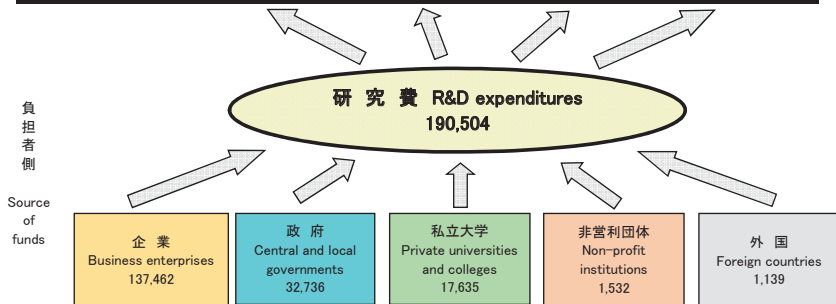 研 究 費 R&D expenditures
190,504
負
担
者
側
Source
of
funds
企 業
Business enterprises
137,462
政 府
Central and local
governments
32,736
私立大学
Private universities
and colleges
17,635
非営利団体
Non-profit
institutions
1,532
外 国
Foreign countries
1,139